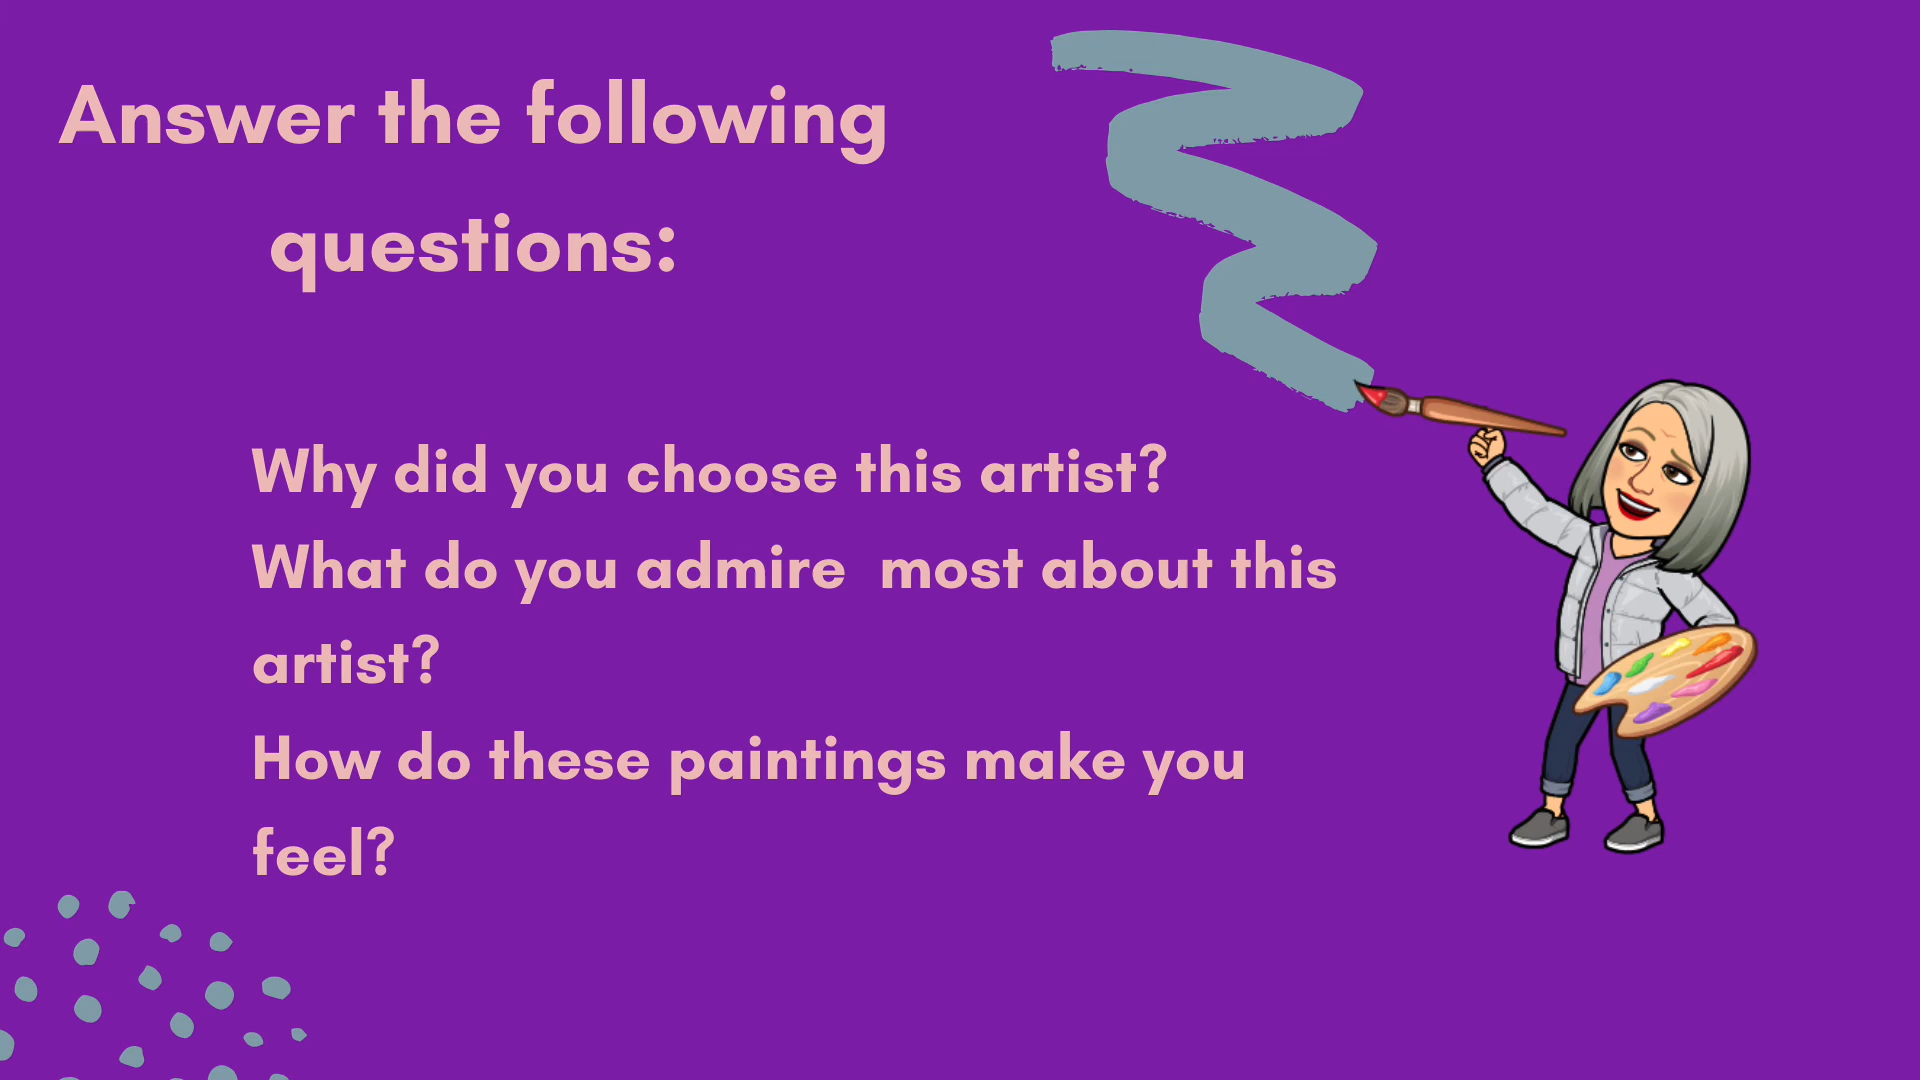 Answer the following
questions:
Why did you choose this artist?
What do you admire  most about this
artist?
How do these paintings make you
feel?